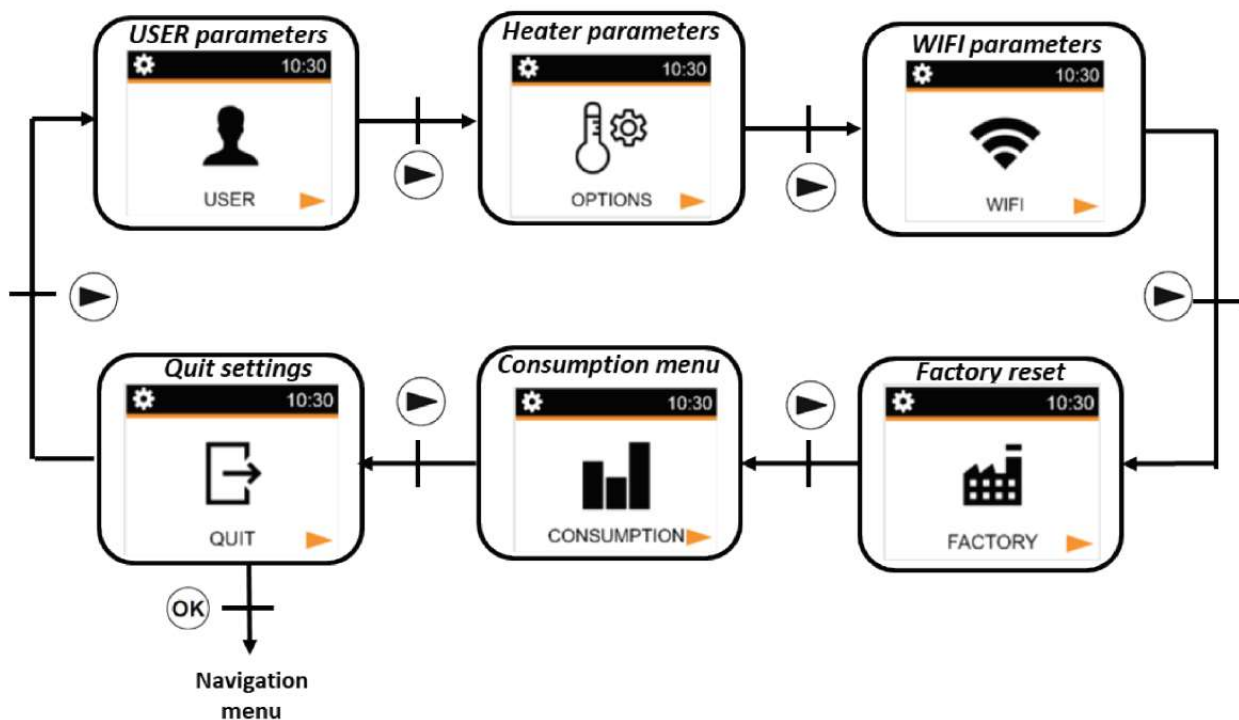 USER parameters
10:30
USER
Heater parameters
10:30
OPTIONS
WIFI parameters
10:30
WIFI
Quit settings
10:30
QUIT
Consumption menu
10:30
CONSUMPTION
Factory reset
10:30
FACTORY
OK
Navigation
menu